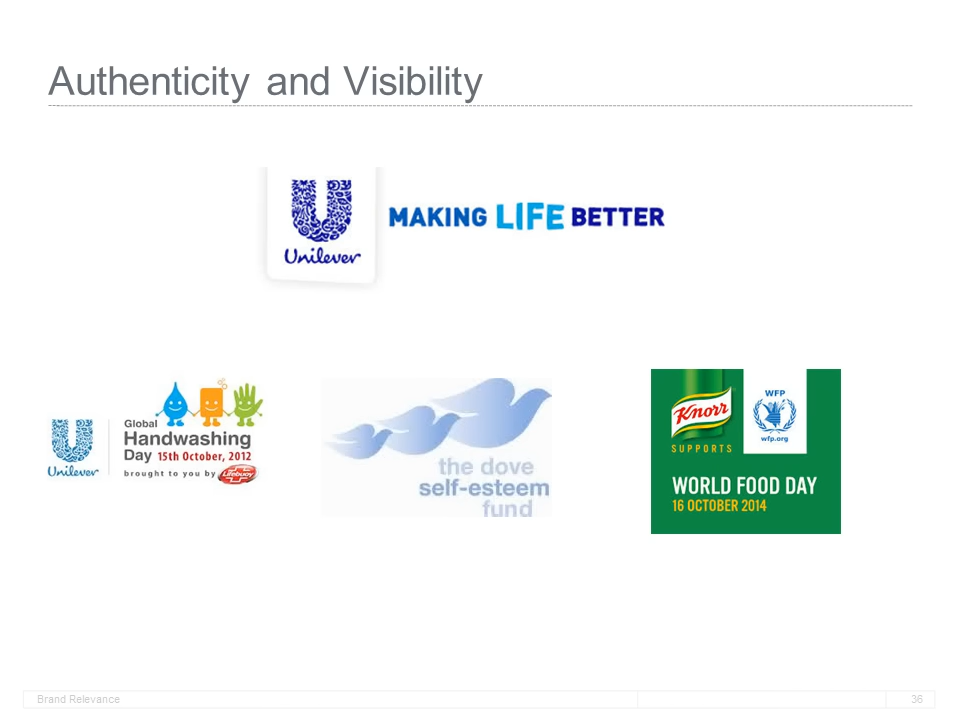 Authenticity and Visibility
Unilever
MAKING LIFE BETTER
Unilever
Global
Handwashing
Day 15th October, 2012
brought to you by Lifebuoy
the dove
self-esteem
fund
Knorr
SUPPORTS
WFP
wfp.org
WORLD FOOD DAY
16 OCTOBER 2014
Brand Relevance
36